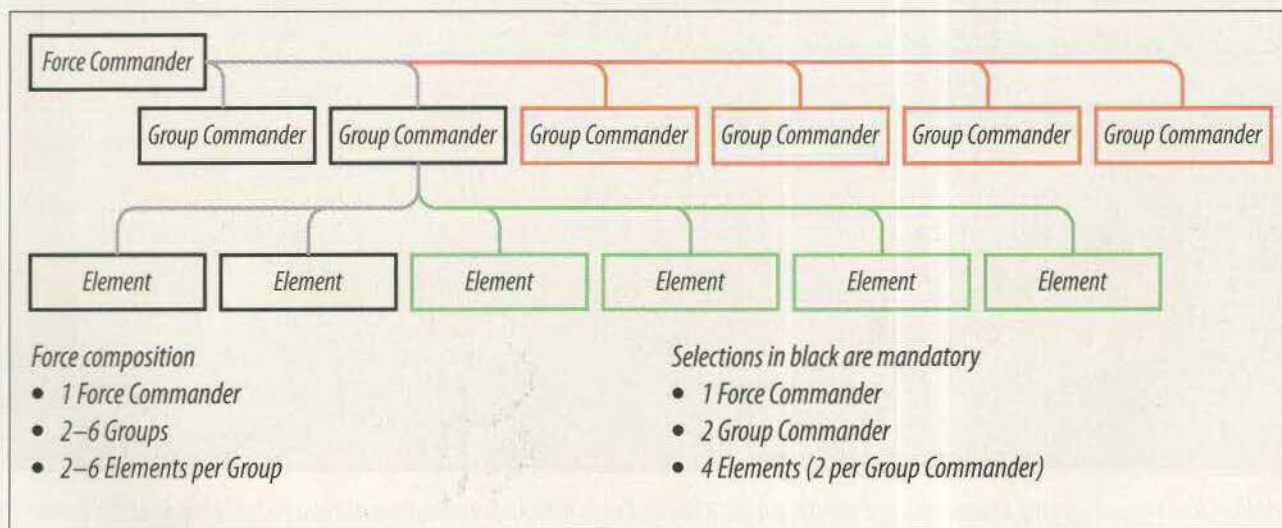 Force Commander
Group Commander Group Commander Group Commander Group Commander Group Commander Group Commander
Element Element Element Element Element Element
Force composition
• 1 Force Commander
• 2–6 Groups
• 2–6 Elements per Group
Selections in black are mandatory
• 1 Force Commander
• 2 Group Commander
• 4 Elements (2 per Group Commander)